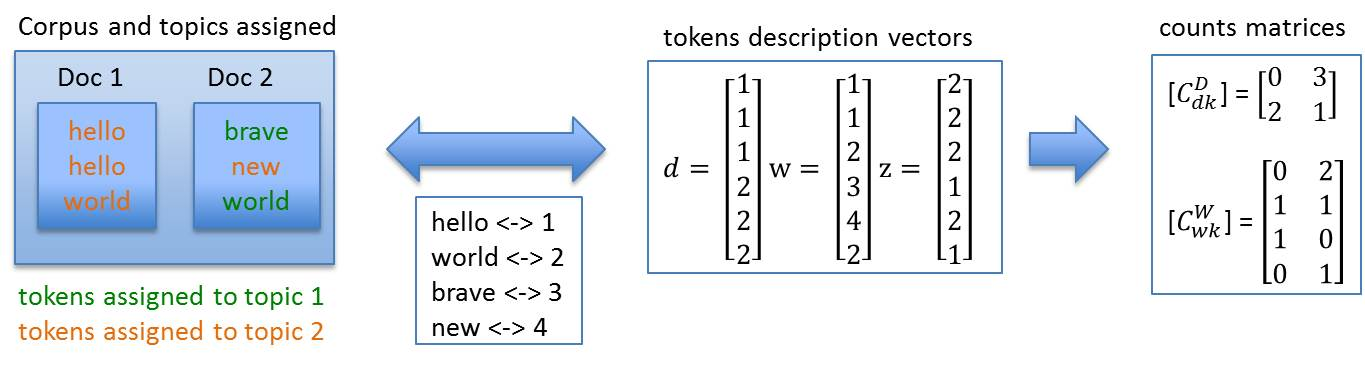 Corpus and topics assigned
Doc 1
Doc 2
hello
hello
world
brave
new
world
tokens assigned to topic 1
tokens assigned to topic 2
hello <-> 1
world <-> 2
brave <-> 3
new <-> 4
tokens description vectors
d = [1 1 1 2 2 2] w = [1 1 2 3 4 2] z = [2 2 2 1 2 1]
counts matrices
[C^D_dk] = [0 3
2 1]
[C^W_wk] = [0 2
1 1
1 0
0 1]